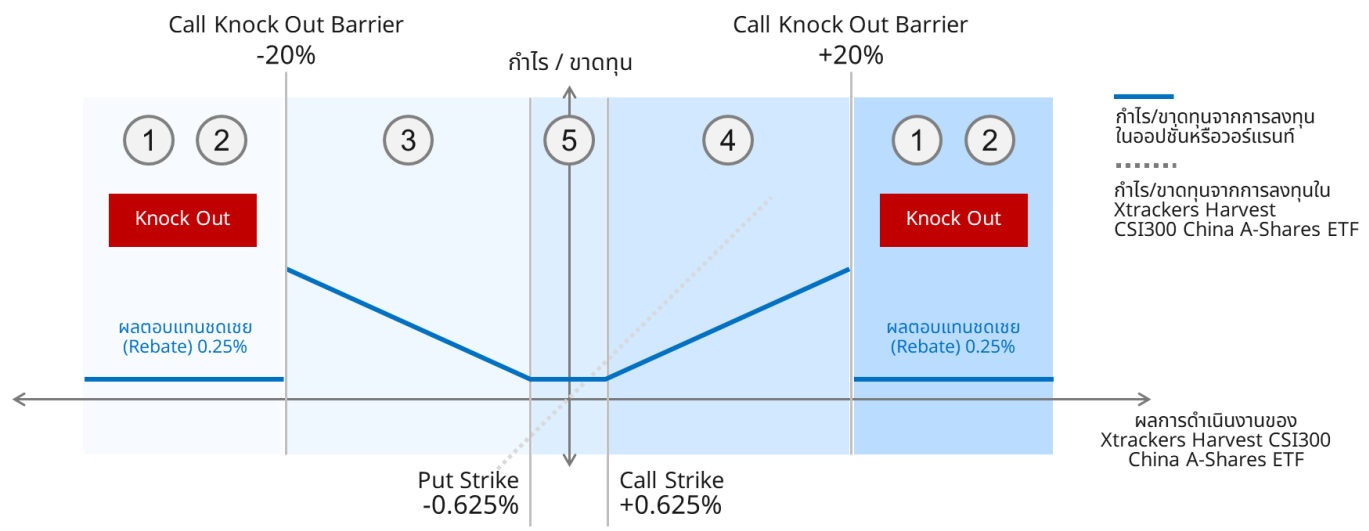 Call Knock Out Barrier
-20%
กำไร / ขาดทุน
Call Knock Out Barrier
+20%
1
2
3
5
4
1
2
Knock Out
Knock Out
กำไร/ขาดทุนจากการลงทุน
ในออปชั่นหรือวอร์แรนท์
กำไร/ขาดทุนจากการลงทุนใน
Xtrackers Harvest
CSI300 China A-Shares ETF
ผลตอบแทนชดเชย
(Rebate) 0.25%
ผลตอบแทนชดเชย
(Rebate) 0.25%
ผลการดำเนินงานของ
Xtrackers Harvest CSI300
China A-Shares ETF
Put Strike
-0.625%
Call Strike
+0.625%